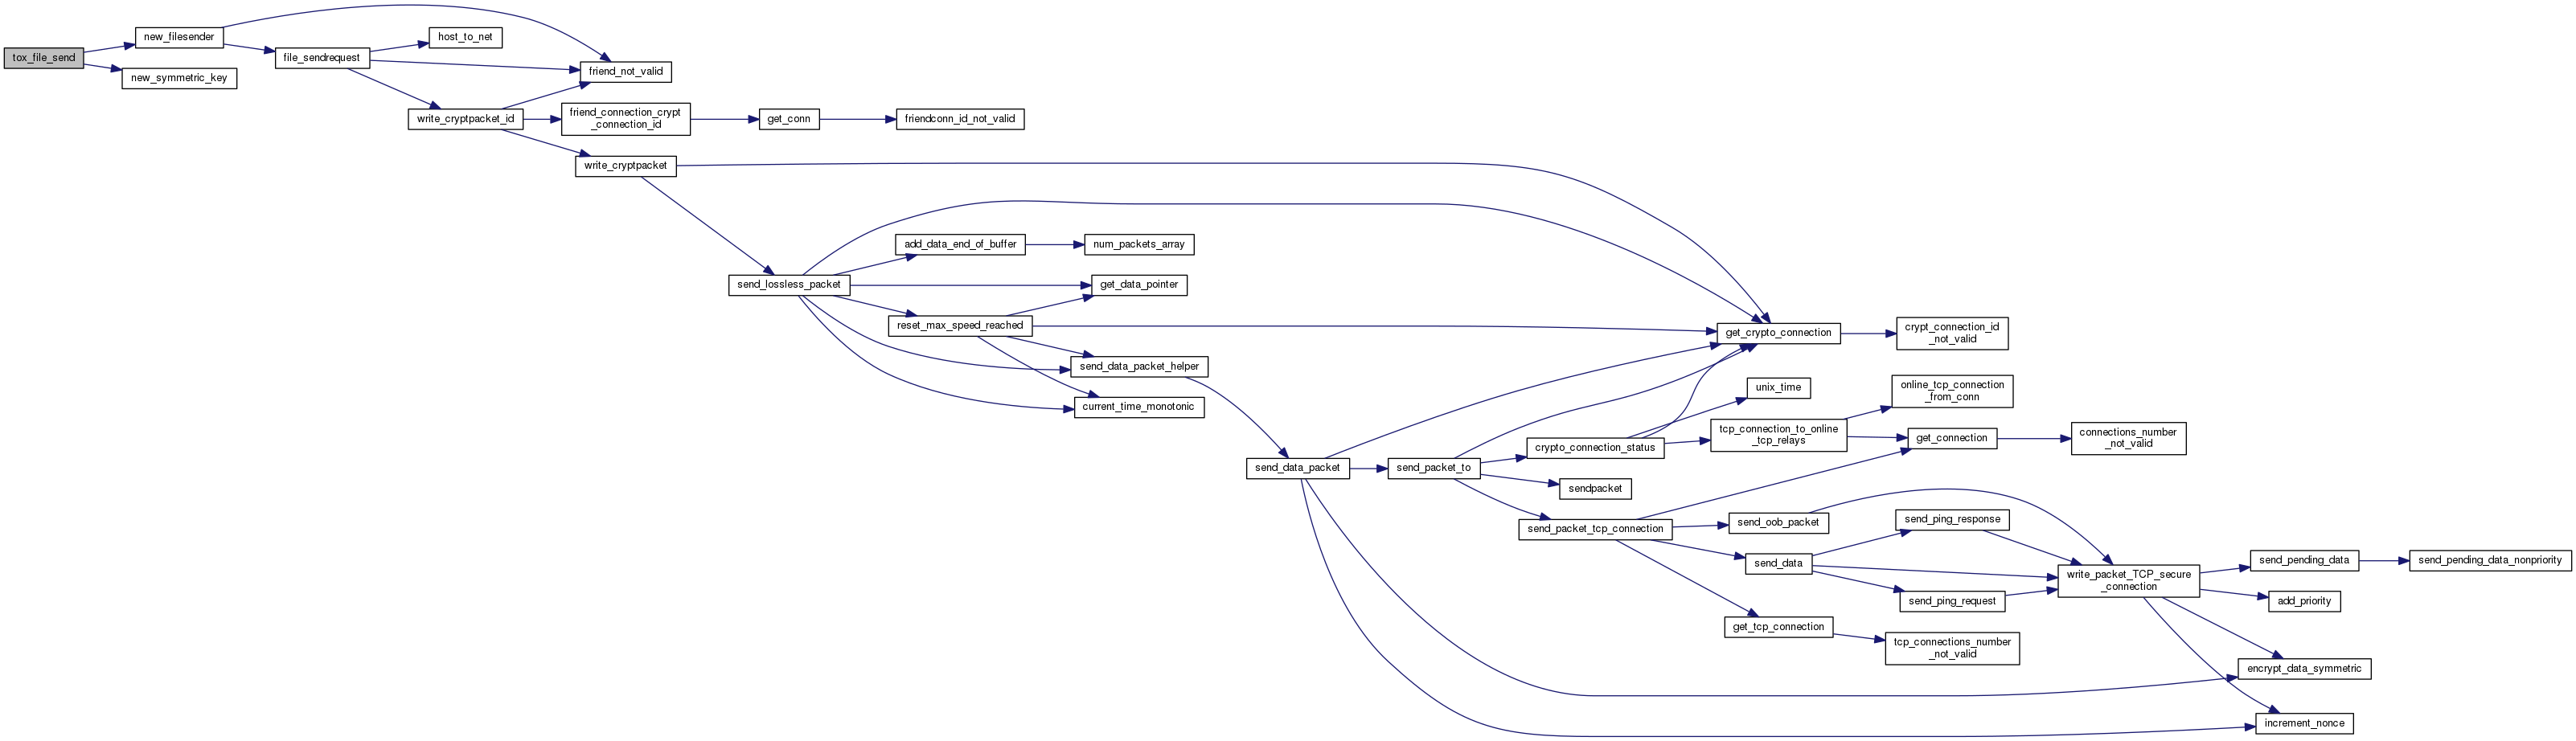 tox_file_send
new_filesender
new_symmetric_key
file_sendrequest
host_to_net
friend_not_valid
write_cryptpacket_id
friend_connection_crypt
_connection_id
get_conn
friendconn_id_not_valid
write_cryptpacket
send_lossless_packet
add_data_end_of_buffer
num_packets_array
get_data_pointer
reset_max_speed_reached
send_data_packet_helper
current_time_monotonic
get_crypto_connection
crypt_connection_id
_not_valid
send_data_packet
send_packet_to
crypto_connection_status
unix_time
tcp_connection_to_online
_tcp_relays
online_tcp_connection
_from_conn
get_connection
connections_number
_not_valid
sendpacket
send_packet_tcp_connection
send_oob_packet
send_data
send_ping_response
send_ping_request
get_tcp_connection
tcp_connections_number
_not_valid
write_packet_TCP_secure
_connection
send_pending_data
send_pending_data_nonpriority
add_priority
encrypt_data_symmetric
increment_nonce